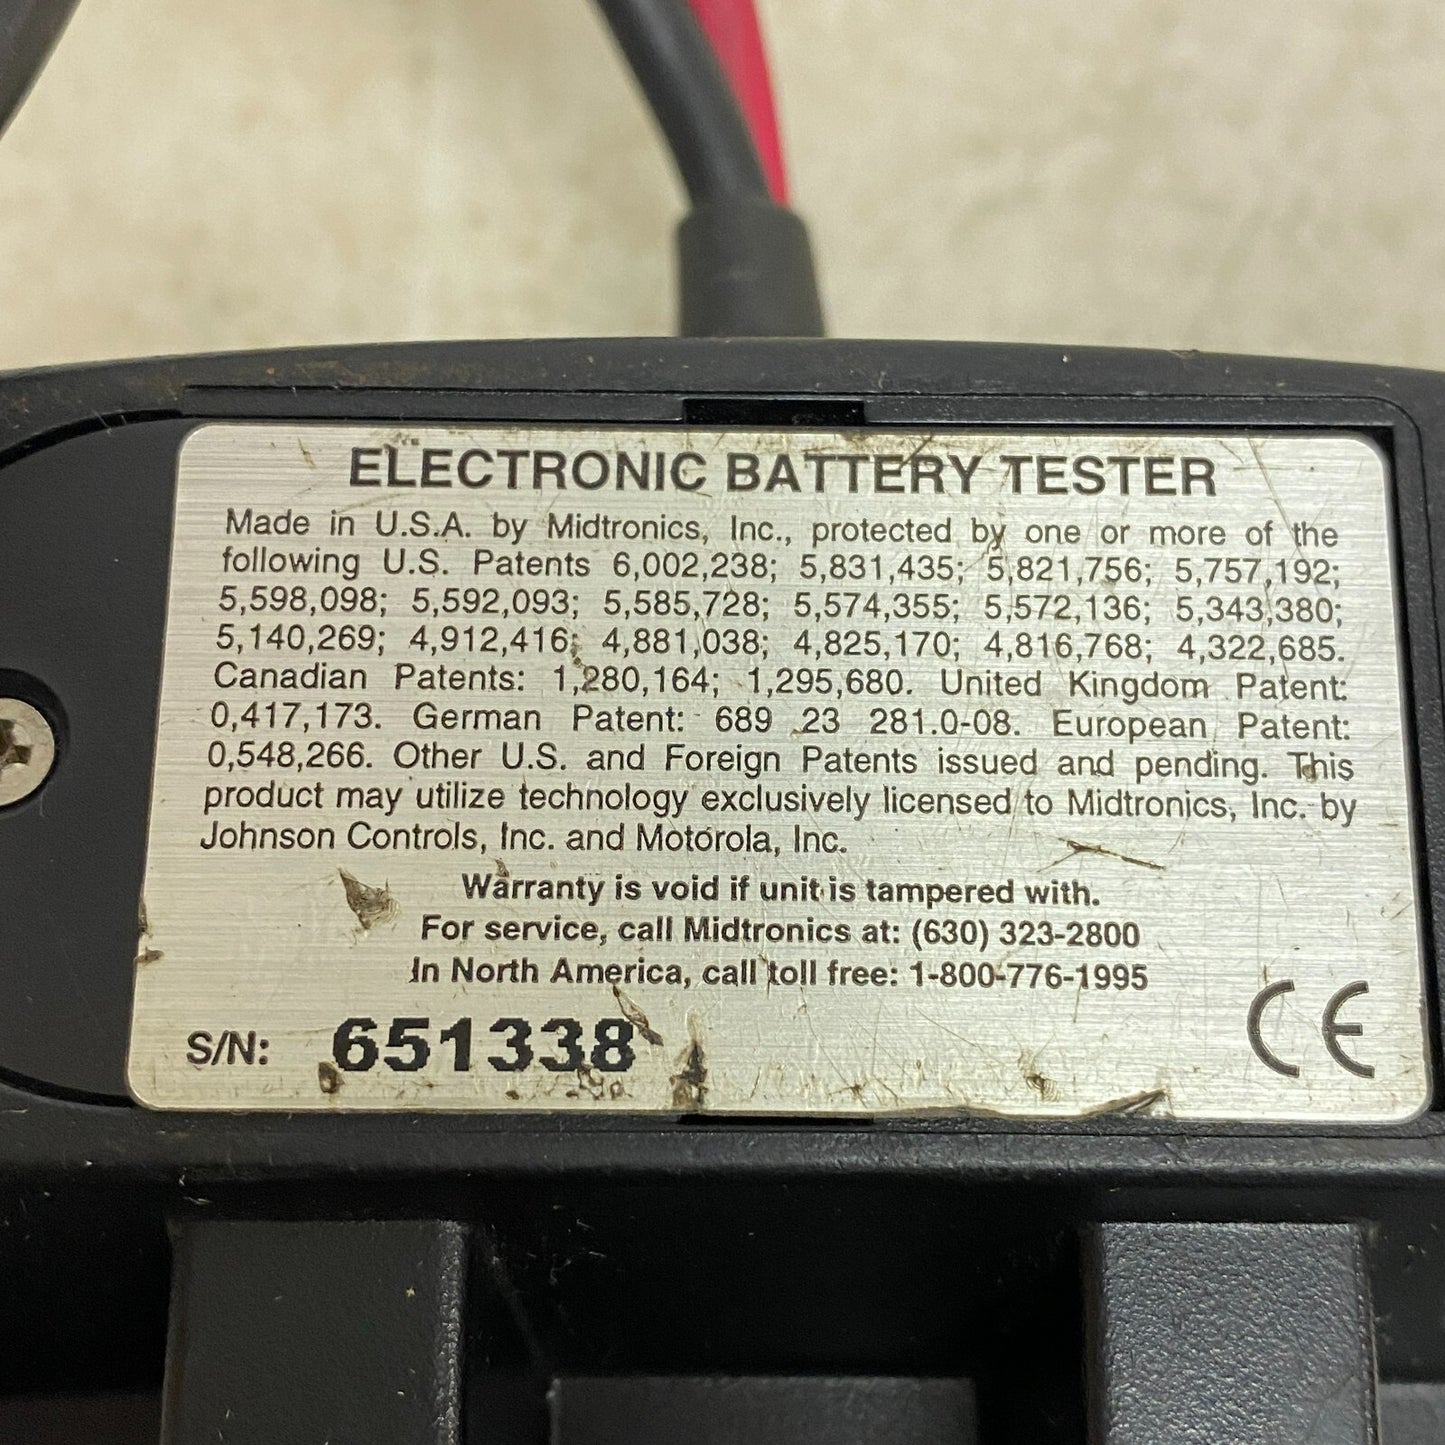 ELECTRONIC BATTERY TESTER
Made in U.S.A. by Midtronics, Inc., protected by one or more of the
following U.S. Patents 6,002,238; 5,831,435; 5,821,756; 5,757,192;
5,598,098; 5,592,093; 5,585,728; 5,574,355; 5,572,136; 5,343,380;
5,140,269; 4,912,416; 4,881,038; 4,825,170; 4,816,768; 4,322,685.
Canadian Patents: 1,280,164; 1,295,680. United Kingdom Patent:
0,417,173. German Patent: 689 23 281.0-08. European Patent:
0,548,266. Other U.S. and Foreign Patents issued and pending. This
product may utilize technology exclusively licensed to Midtronics, Inc. by
Johnson Controls, Inc. and Motorola, Inc.
Warranty is void if unit is tampered with.
For service, call Midtronics at: (630) 323-2800
In North America, call toll free: 1-800-776-1995
S/N: 651338
CE